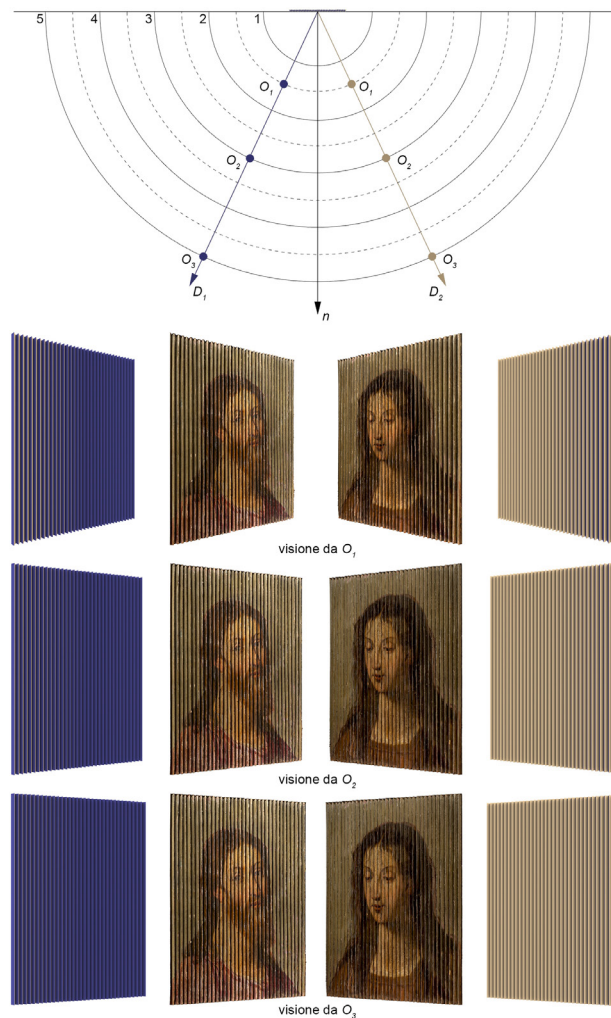 5 4 3 2 1
O1 O1
O2 O2
O3 O3
D1 D2
n
visione da O1
visione da O2
visione da O3